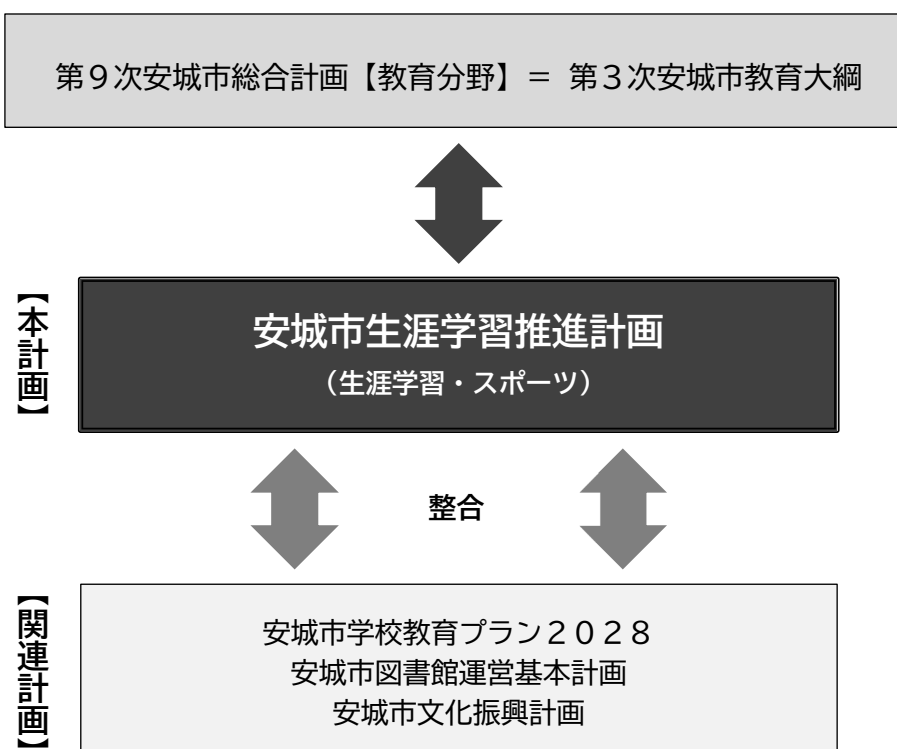 第９次安城市総合計画【教育分野】＝ 第３次安城市教育大綱
【本計画】
安城市生涯学習推進計画
（生涯学習・スポーツ）
整合
【関連計画】
安城市学校教育プラン２０２８
安城市図書館運営基本計画
安城市文化振興計画